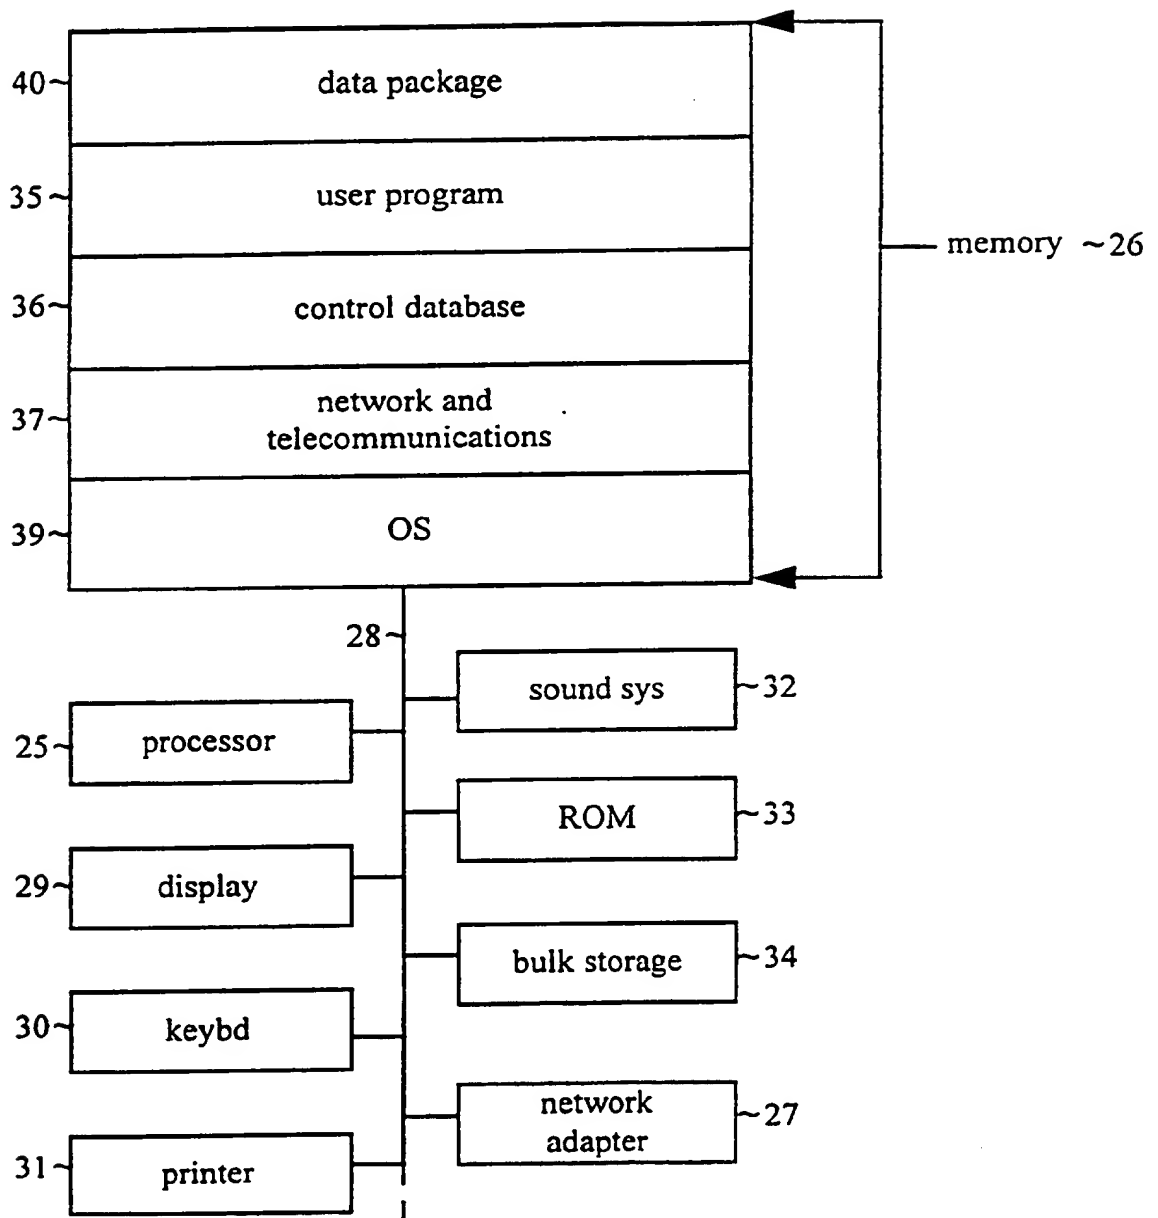 40~ data package
35~ user program
36~ control database
memory ~26
37~ network and
telecommunications
39~ OS
28~
sound sys ~32
25~ processor
ROM ~33
29~ display
bulk storage ~34
30~ keybd
network
adapter ~27
31~ printer